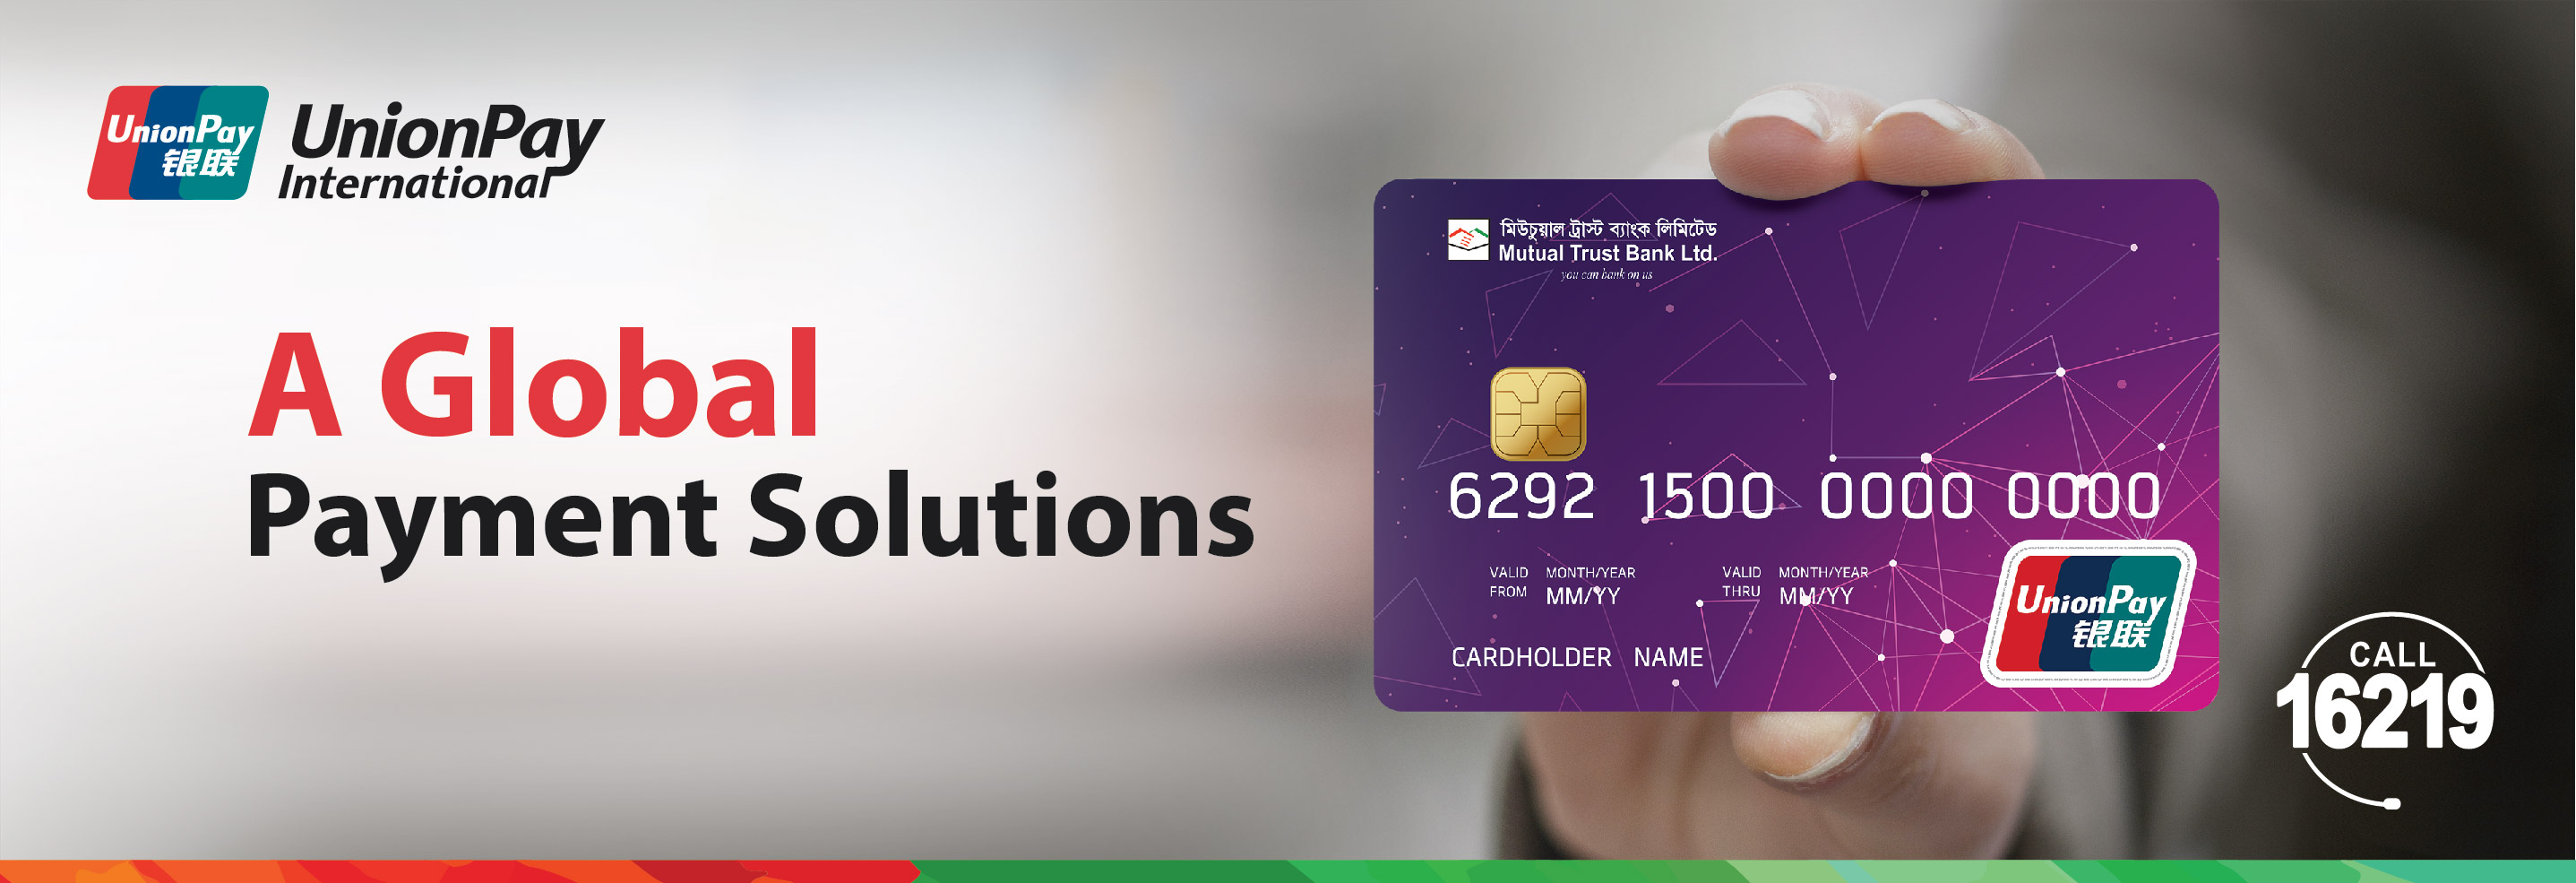 UnionPay
银联
UnionPay
International
A Global
Payment Solutions
মিউচুয়াল ট্রাস্ট ব্যাংক লিমিটেড
Mutual Trust Bank Ltd.
you can bank on us
6292 1500 0000 0000
VALID FROM MONTH/YEAR MM/YY
VALID THRU MONTH/YEAR MM/YY
CARDHOLDER NAME
UnionPay
银联
CALL
16219